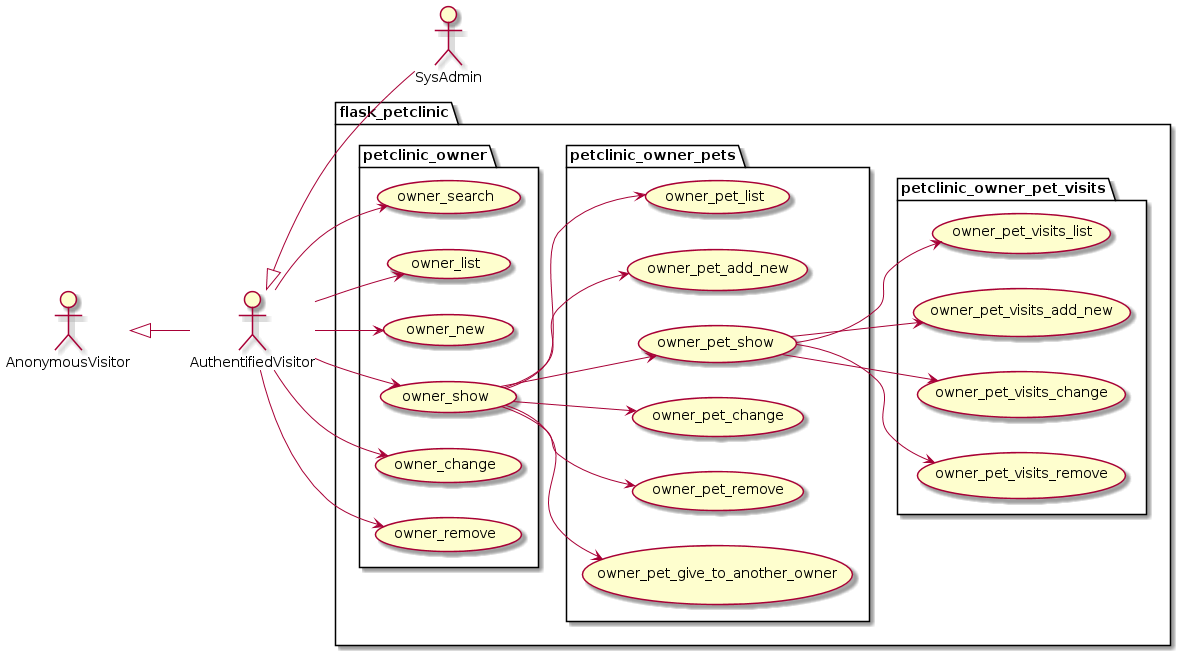 SysAdmin
flask_petclinic
petclinic_owner
petclinic_owner_pets
petclinic_owner_pet_visits
owner_search
owner_list
owner_new
owner_show
owner_change
owner_remove
owner_pet_list
owner_pet_add_new
owner_pet_show
owner_pet_change
owner_pet_remove
owner_pet_give_to_another_owner
owner_pet_visits_list
owner_pet_visits_add_new
owner_pet_visits_change
owner_pet_visits_remove
AnonymousVisitor
AuthentifiedVisitor